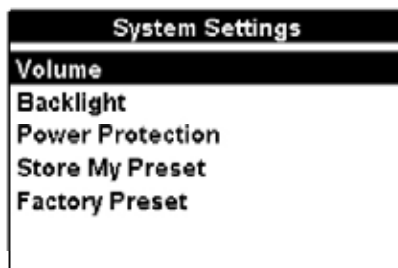 System Settings
Volume
Backlight
Power Protection
Store My Preset
Factory Preset